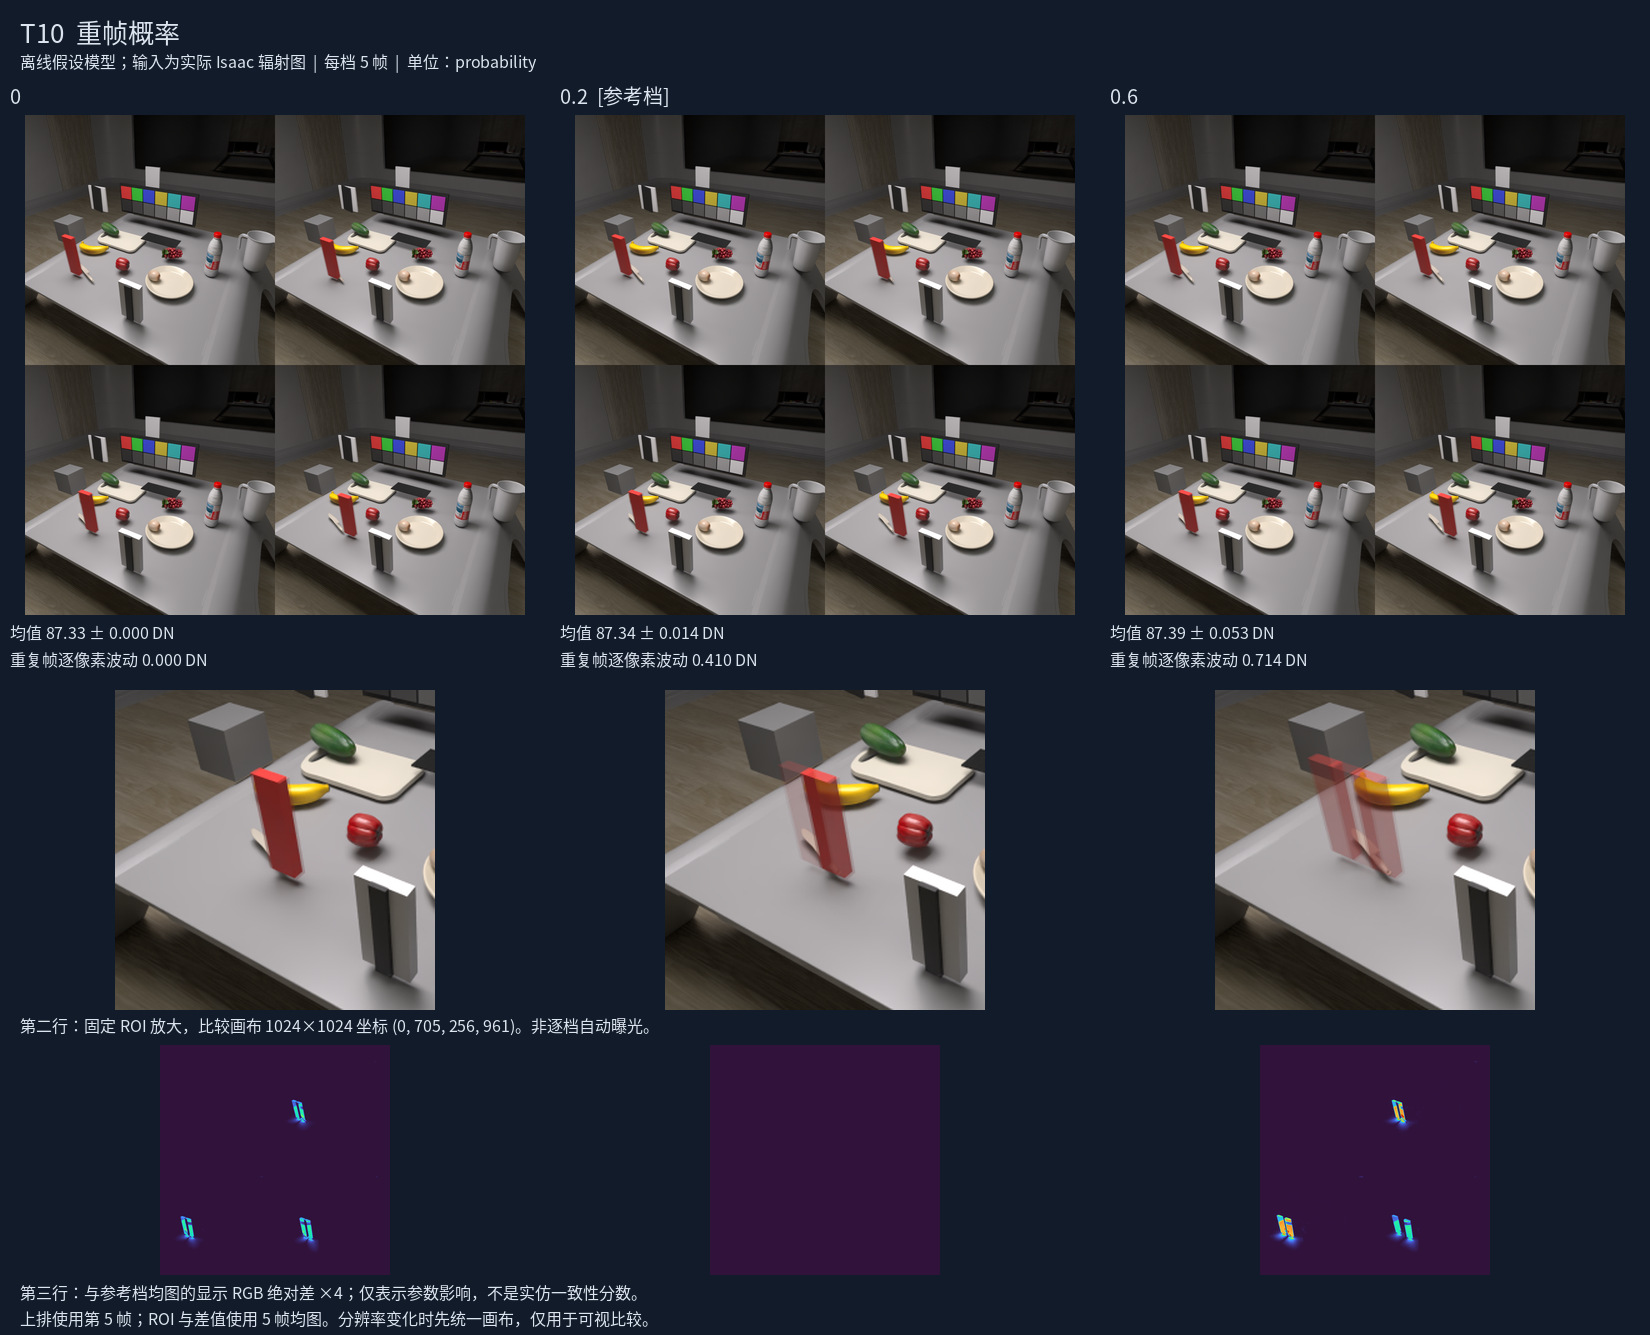 T10 重帧概率
离线假设模型；输入为实际 Isaac 辐射图 | 每档 5 帧 | 单位：probability
0
0.2 [参考档]
0.6
均值 87.33 ± 0.000 DN
重复帧逐像素波动 0.000 DN
均值 87.34 ± 0.014 DN
重复帧逐像素波动 0.410 DN
均值 87.39 ± 0.053 DN
重复帧逐像素波动 0.714 DN
第二行：固定 ROI 放大，比较画布 1024×1024 坐标 (0, 705, 256, 961)。非逐档自动曝光。
第三行：与参考档均图的显示 RGB 绝对差 ×4；仅表示参数影响，不是实仿一致性分数。
上排使用第 5 帧；ROI 与差值使用 5 帧均图。分辨率变化时先统一画布，仅用于可视比较。